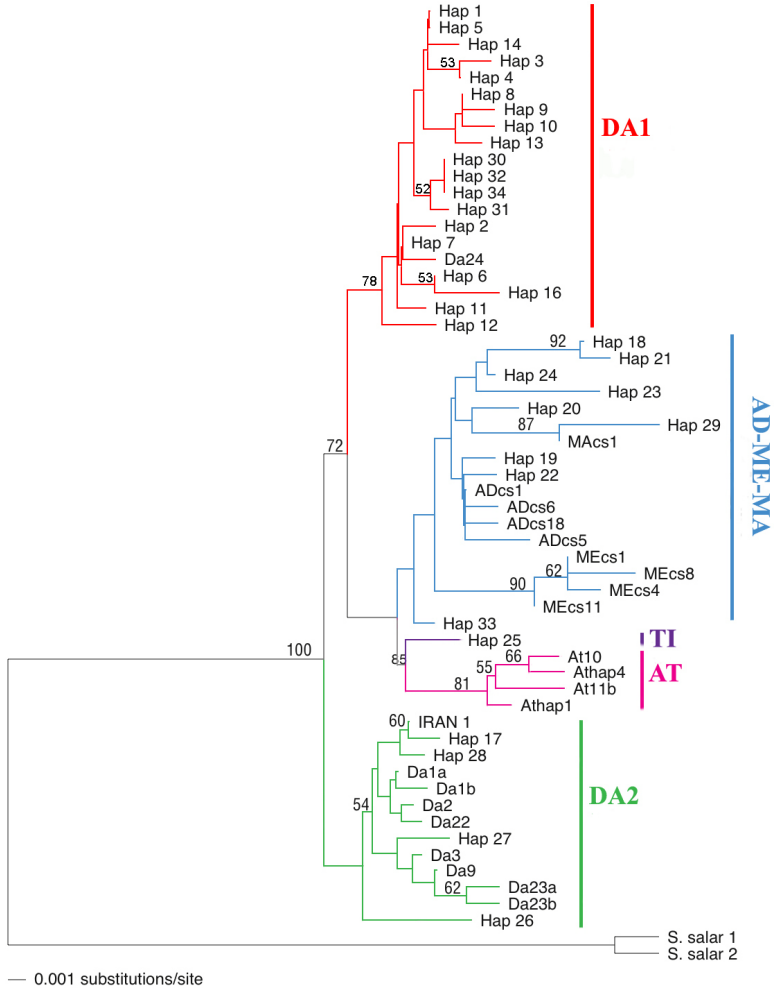 Hap 1
Hap 5
Hap 14
53
Hap 3
Hap 4
Hap 8
Hap 9
Hap 10
DA1
Hap 13
Hap 30
Hap 32
52
Hap 34
Hap 31
Hap 2
Hap 7
Da24
78
53
Hap 6
Hap 16
Hap 11
Hap 12
92
Hap 18
Hap 21
Hap 24
Hap 23
Hap 20
87
Hap 29
MAcs1
AD-ME-MA
72
Hap 19
Hap 22
ADcs1
ADcs6
ADcs18
ADcs5
MEcs1
62
MEcs8
90
MEcs4
MEcs11
Hap 33
Hap 25
TI
100
85
66
At10
55
Athap4
AT
81
At11b
Athap1
60
IRAN 1
Hap 17
Hap 28
Da1a
Da1b
DA2
54
Da2
Da22
Hap 27
Da3
Da9
62
Da23a
Da23b
Hap 26
S. salar 1
S. salar 2
0.001 substitutions/site